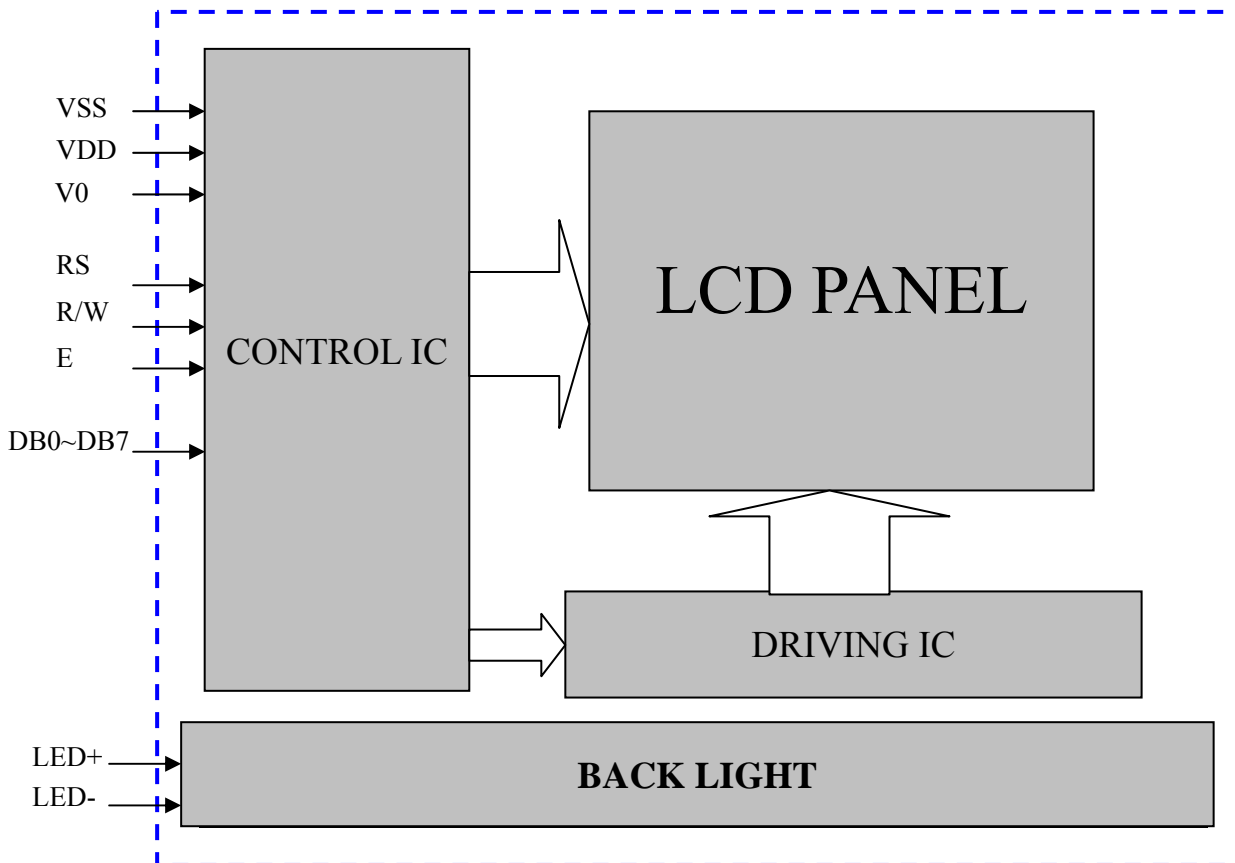 VSS
VDD
V0
RS
R/W
E
DB0~DB7
CONTROL IC
LCD PANEL
DRIVING IC
LED+
LED-
BACK LIGHT